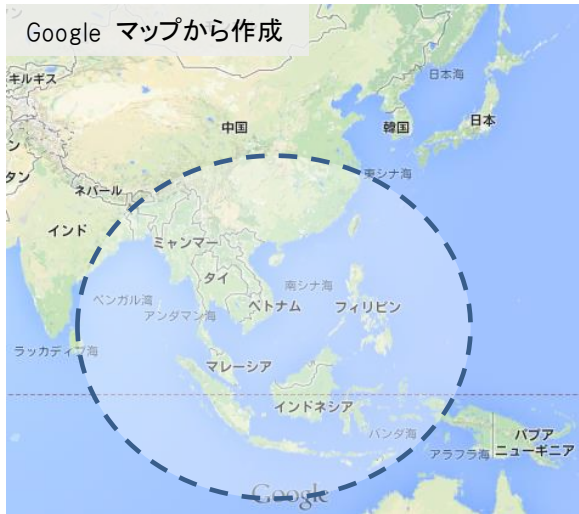 Google マップから作成
キルギス
日本海
中国
韓国
日本
ン
タン
東シナ海
ネパール
インド
ミャンマー
タイ
南シナ海
ベンガル湾
アンダマン海
ベトナム
フィリピン
ラッカディブ海
マレーシア
インドネシア
バンダ海
アラフラ海
パプア
ニューギニア
Google